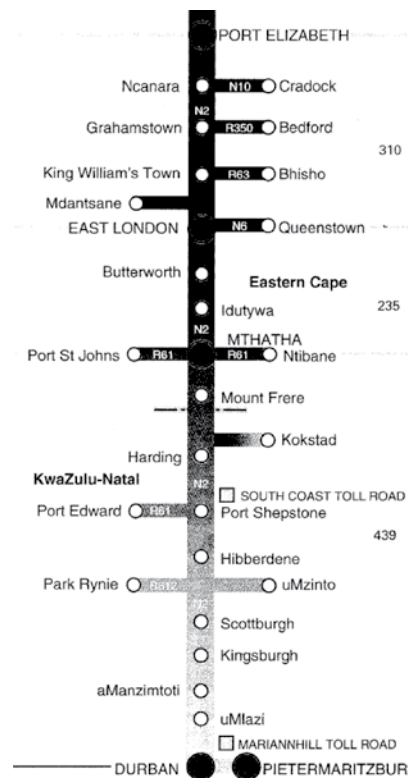 PORT ELIZABETH
Ncanara N10 Cradock
N2
Grahamstown R350 Bedford
310
King William's Town R63 Bhisho
Mdantsane
EAST LONDON N6 Queenstown
Butterworth
Eastern Cape
Idutywa
235
N2
MTHATHA
Port St Johns R61 R61 Ntibane
Mount Frere
Kokstad
Harding
KwaZulu-Natal
N2
SOUTH COAST TOLL ROAD
Port Edward R61 Port Shepstone
439
Hibberdene
Park Rynie R612 uMzinto
N2
Scottburgh
Kingsburgh
aManzimtoti
uMlazi
MARIANNHILL TOLL ROAD
DURBAN PIETERMARITZBUR